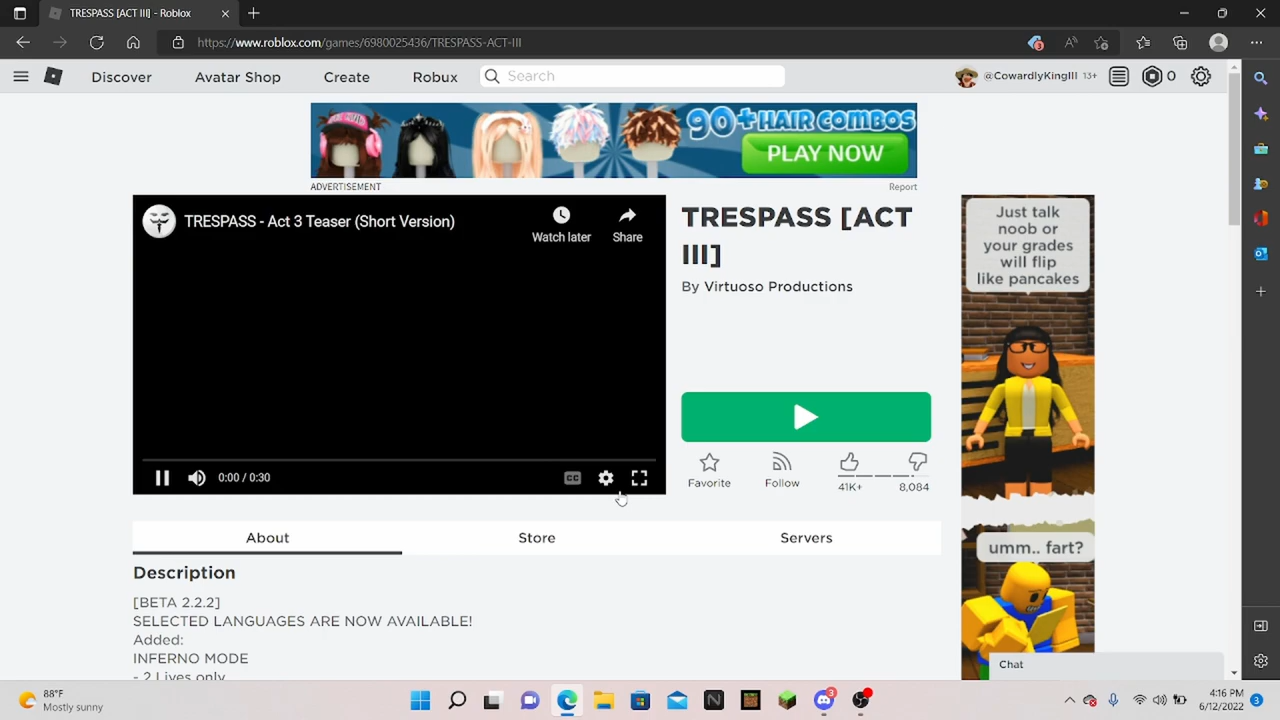 TRESPASS [ACT III] - Roblox
https://www.roblox.com/games/6980025436/TRESPASS-ACT-III
Discover
Avatar Shop
Create
Robux
Search
@CowardlyKingIII 13+
0
90+ HAIR COMBOS
PLAY NOW
ADVERTISEMENT
Report
TRESPASS - Act 3 Teaser (Short Version)
Watch later
Share
0:00 / 0:30
CC
TRESPASS [ACT
III]
By Virtuoso Productions
Favorite
Follow
41K+
8,084
Just talk
noob or
your grades
will flip
like pancakes
umm.. fart?
About
Store
Servers
Description
[BETA 2.2.2]
SELECTED LANGUAGES ARE NOW AVAILABLE!
Added:
INFERNO MODE
- 2 Lives only
Chat
88°F
Mostly sunny
3
4:16 PM
6/12/2022
3